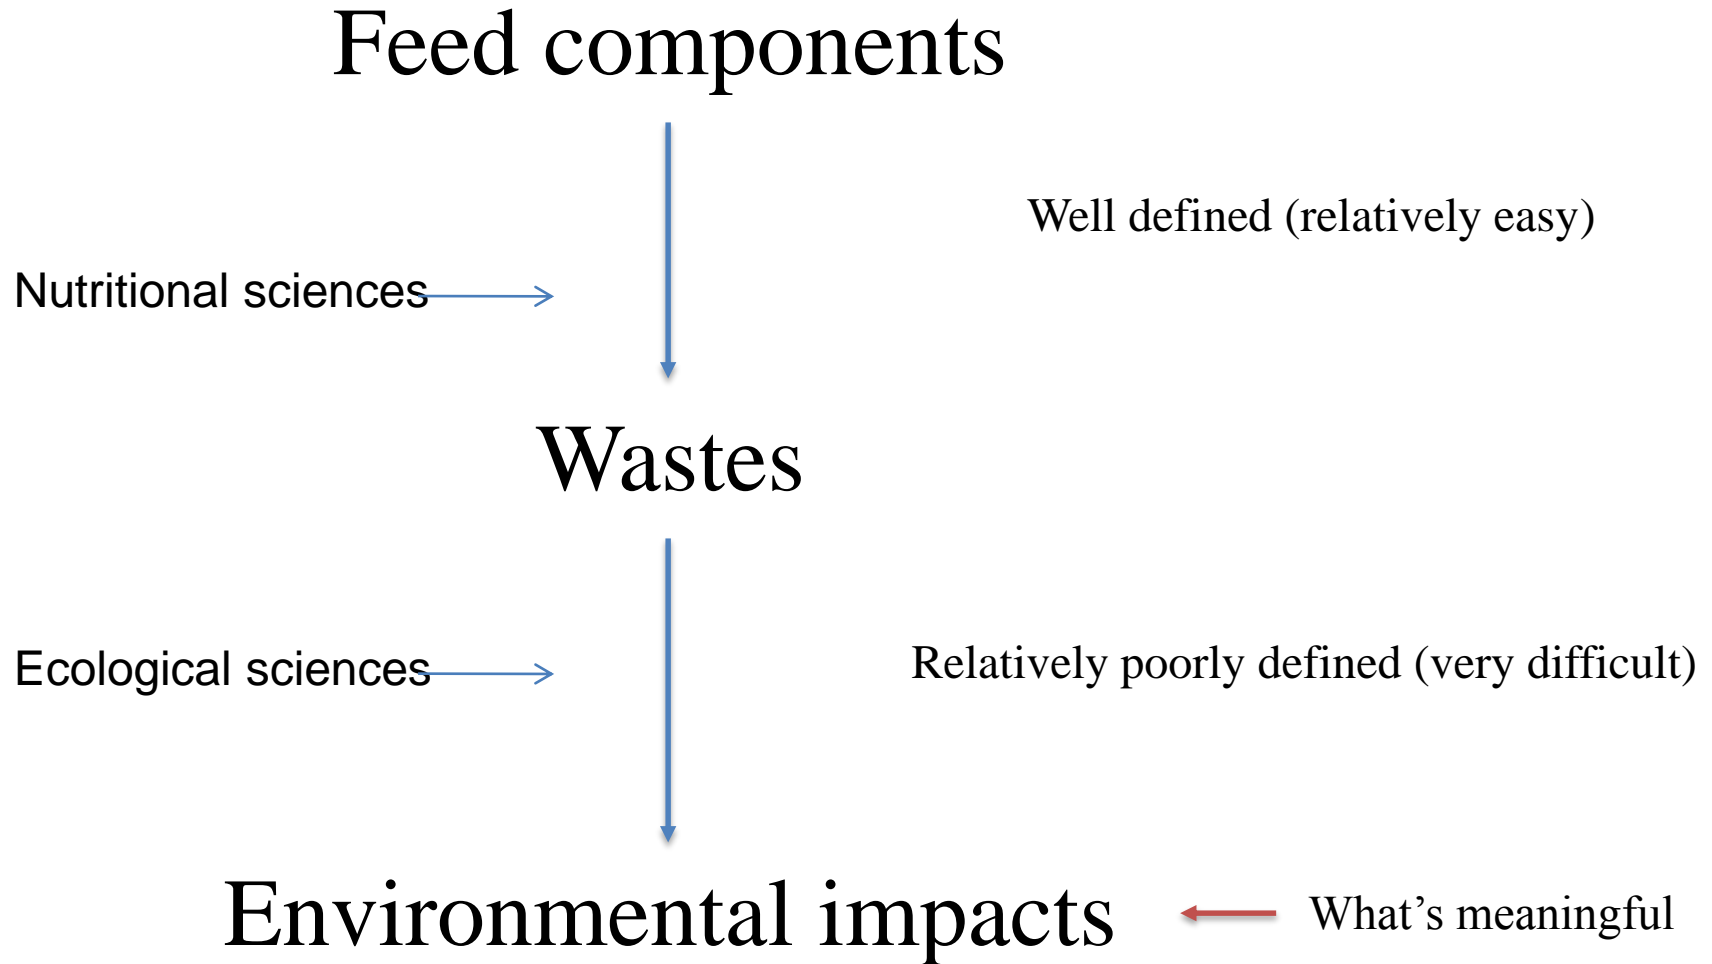 Feed components
Well defined (relatively easy)
Nutritional sciences
Wastes
Ecological sciences
Relatively poorly defined (very difficult)
Environmental impacts
What’s meaningful